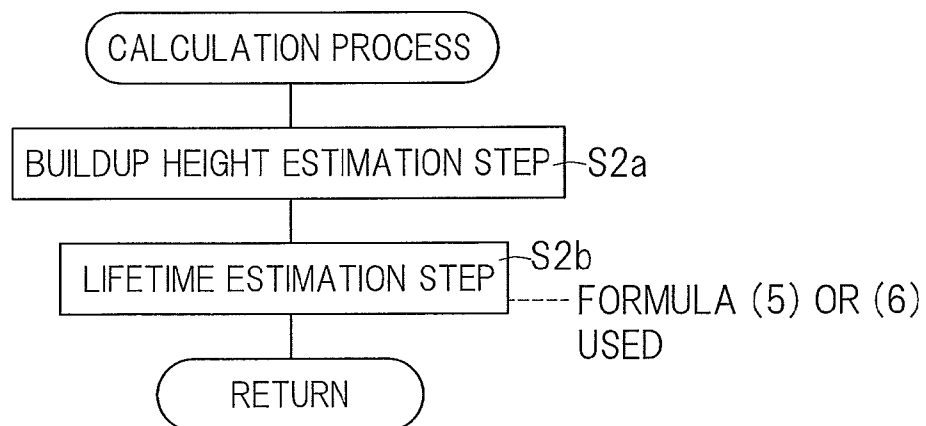 CALCULATION PROCESS
BUILDUP HEIGHT ESTIMATION STEP
S2a
LIFETIME ESTIMATION STEP
S2b
FORMULA (5) OR (6)
USED
RETURN